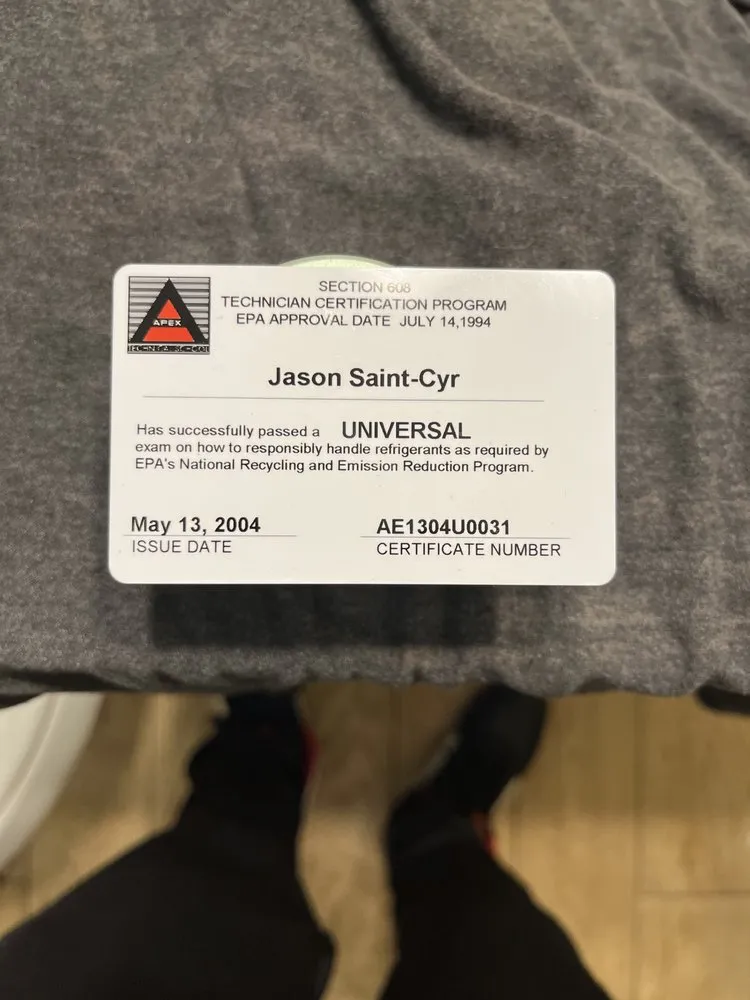 SECTION 608
TECHNICIAN CERTIFICATION PROGRAM
EPA APPROVAL DATE JULY 14,1994
APEX
TECHNICAL SCHOOL
Jason Saint-Cyr
Has successfully passed a UNIVERSAL
exam on how to responsibly handle refrigerants as required by
EPA's National Recycling and Emission Reduction Program.
May 13, 2004
ISSUE DATE
AE1304U0031
CERTIFICATE NUMBER